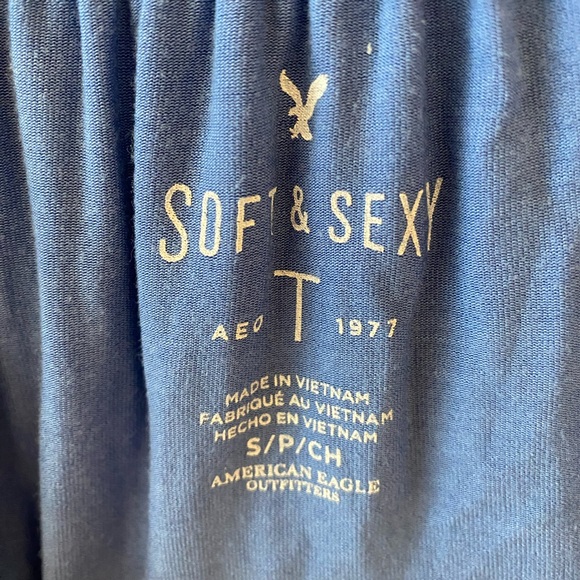 SOFT & SEXY
T
AEO 1977
MADE IN VIETNAM
FABRIQUÉ AU VIETNAM
HECHO EN VIETNAM
S/P/CH
AMERICAN EAGLE
OUTFITTERS